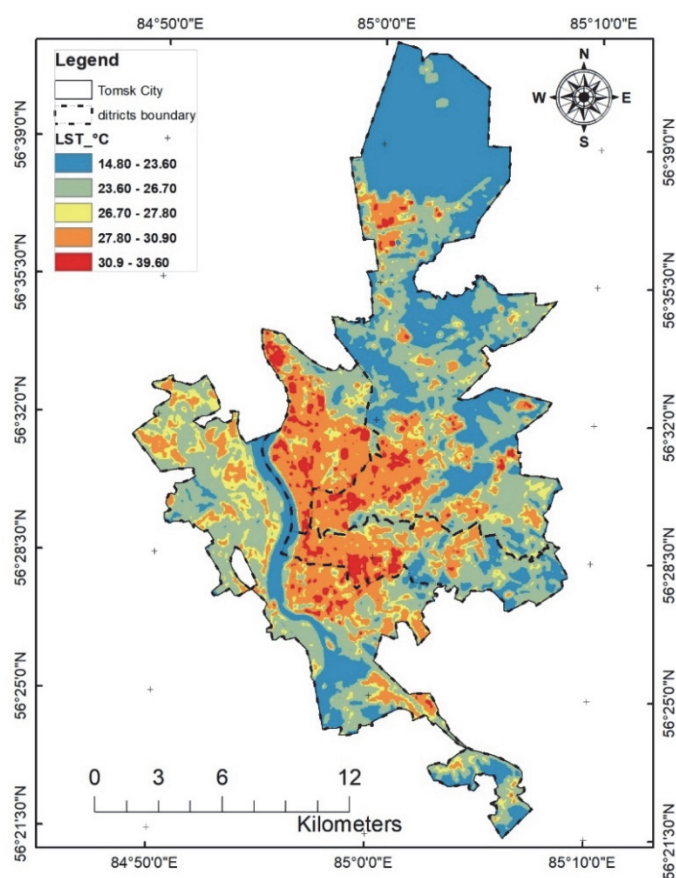 84°50'0"E 85°0'0"E 85°10'0"E
Legend
Tomsk City
ditricts boundary
LST_°C
14.80 - 23.60
23.60 - 26.70
26.70 - 27.80
27.80 - 30.90
30.9 - 39.60
N
W E
S
56°39'0"N 56°39'0"N
56°35'30"N 56°35'30"N
56°32'0"N 56°32'0"N
56°28'30"N 56°28'30"N
56°25'0"N 56°25'0"N
56°21'30"N 56°21'30"N
0 3 6 12
Kilometers
84°50'0"E 85°0'0"E 85°10'0"E